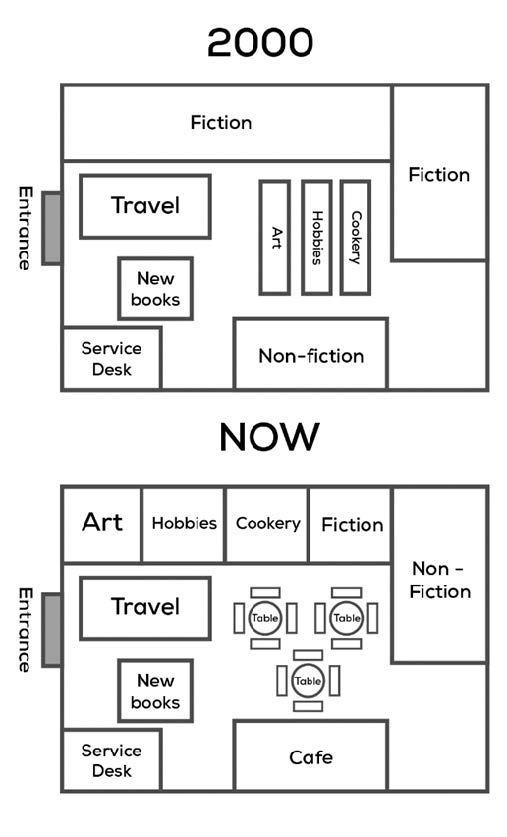 2000
Fiction
Fiction
Entrance
Travel
Art
Hobbies
Cookery
New
books
Service
Desk
Non-fiction
NOW
Art
Hobbies
Cookery
Fiction
Non -
Fiction
Entrance
Travel
Table
Table
Table
New
books
Service
Desk
Cafe